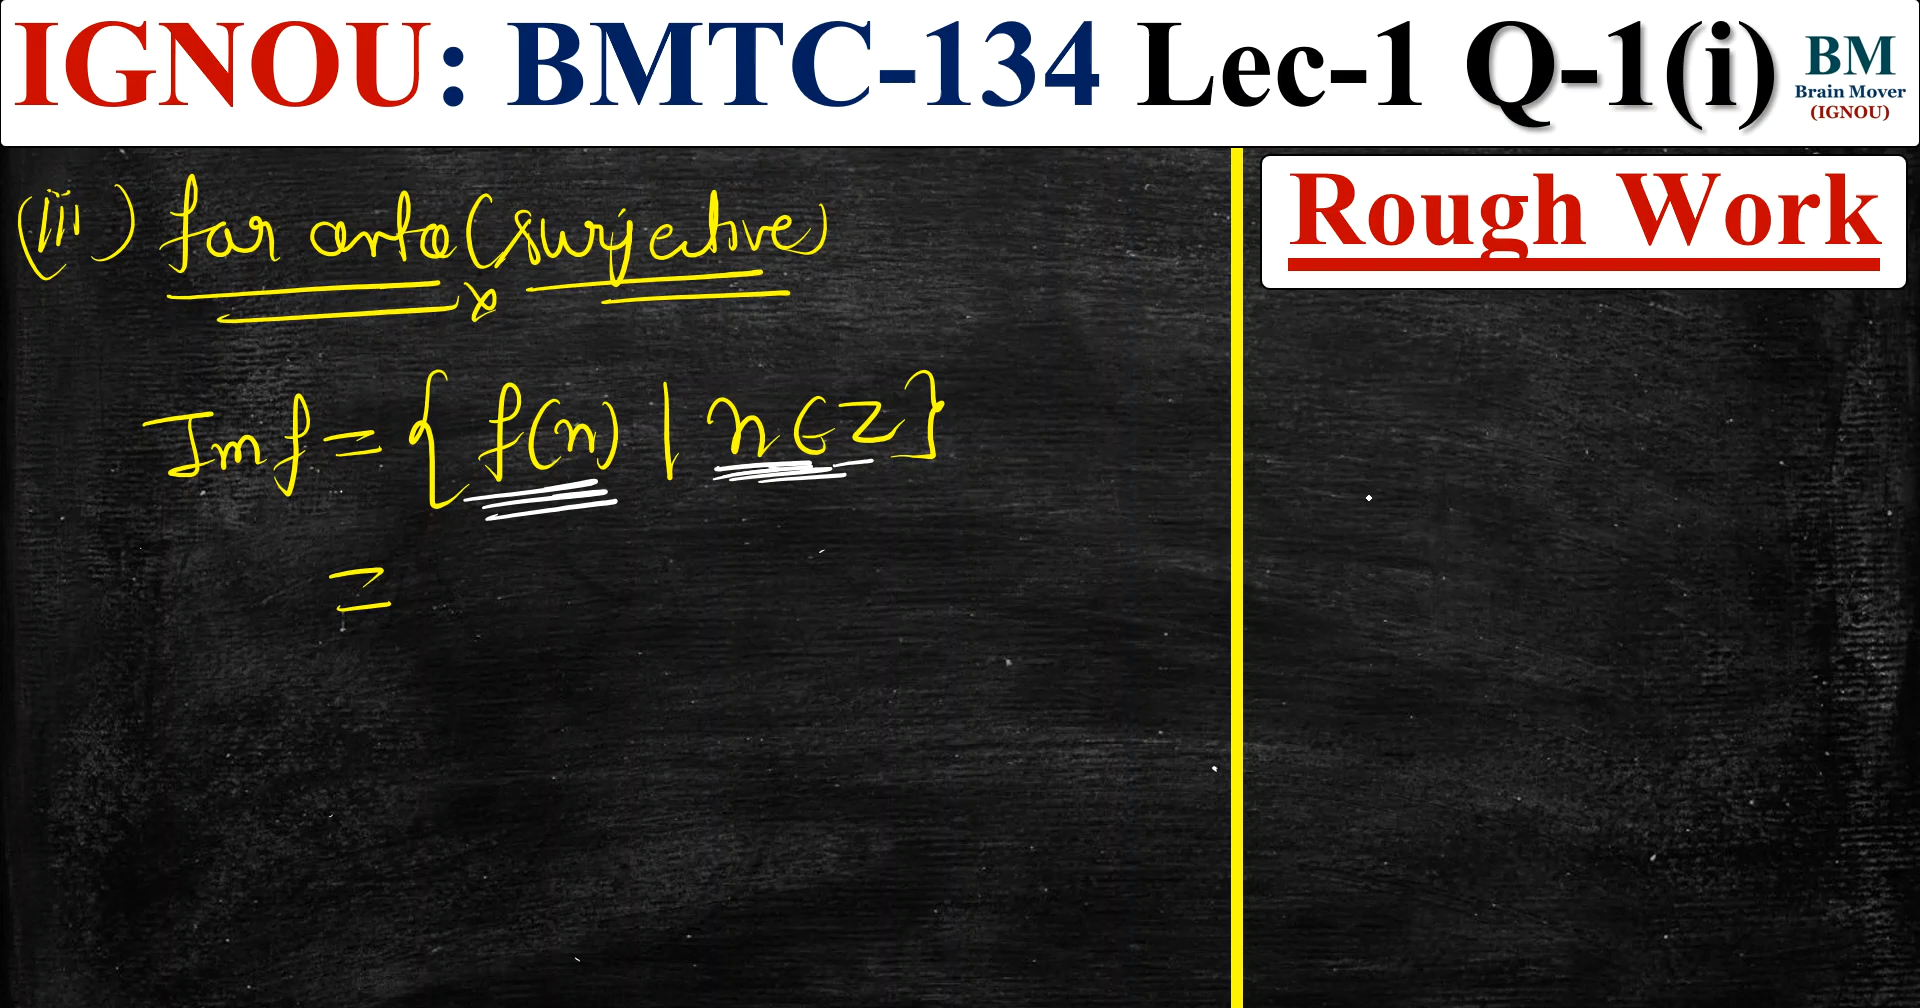 IGNOU: BMTC-134 Lec-1 Q-1(i)
BM
Brain Mover
(IGNOU)
Rough Work
(iii) for onto (surjective)
Im f = { f(n) | n ∈ Z }
=